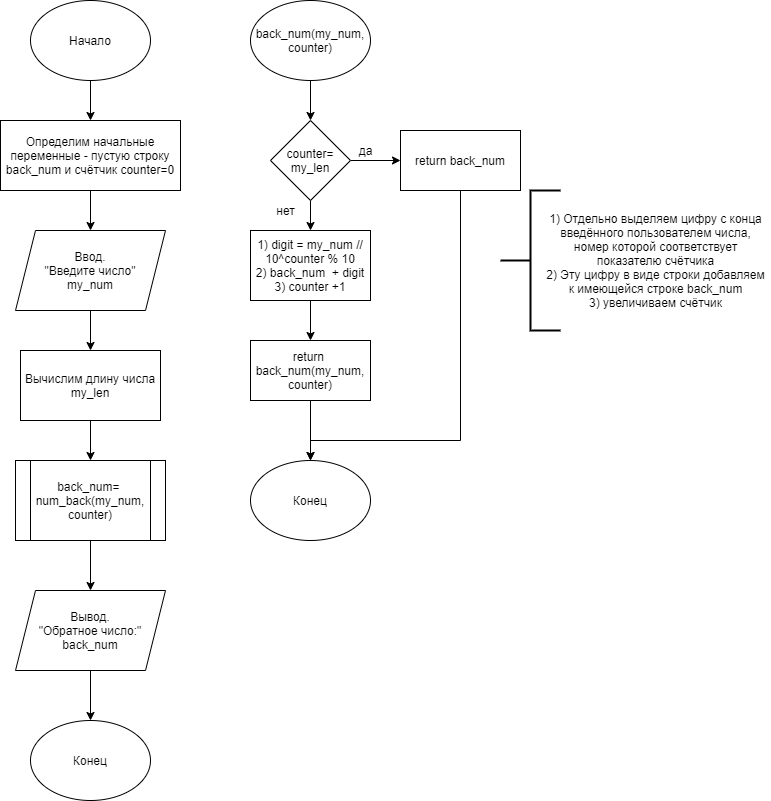 Начало
Определим начальные
переменные - пустую строку
back_num и счётчик counter=0
Ввод.
"Введите число"
my_num
Вычислим длину числа
my_len
back_num=
num_back(my_num,
counter)
Вывод.
"Обратное число:"
back_num
Конец
back_num(my_num,
counter)
counter=
my_len
да
return back_num
нет
1) digit = my_num //
10^counter % 10
2) back_num + digit
3) counter +1
return
back_num(my_num,
counter)
Конец
1) Отдельно выделяем цифру с конца
введённого пользователем числа,
номер которой соответствует
показателю счётчика
2) Эту цифру в виде строки добавляем
к имеющейся строке back_num
3) увеличиваем счётчик